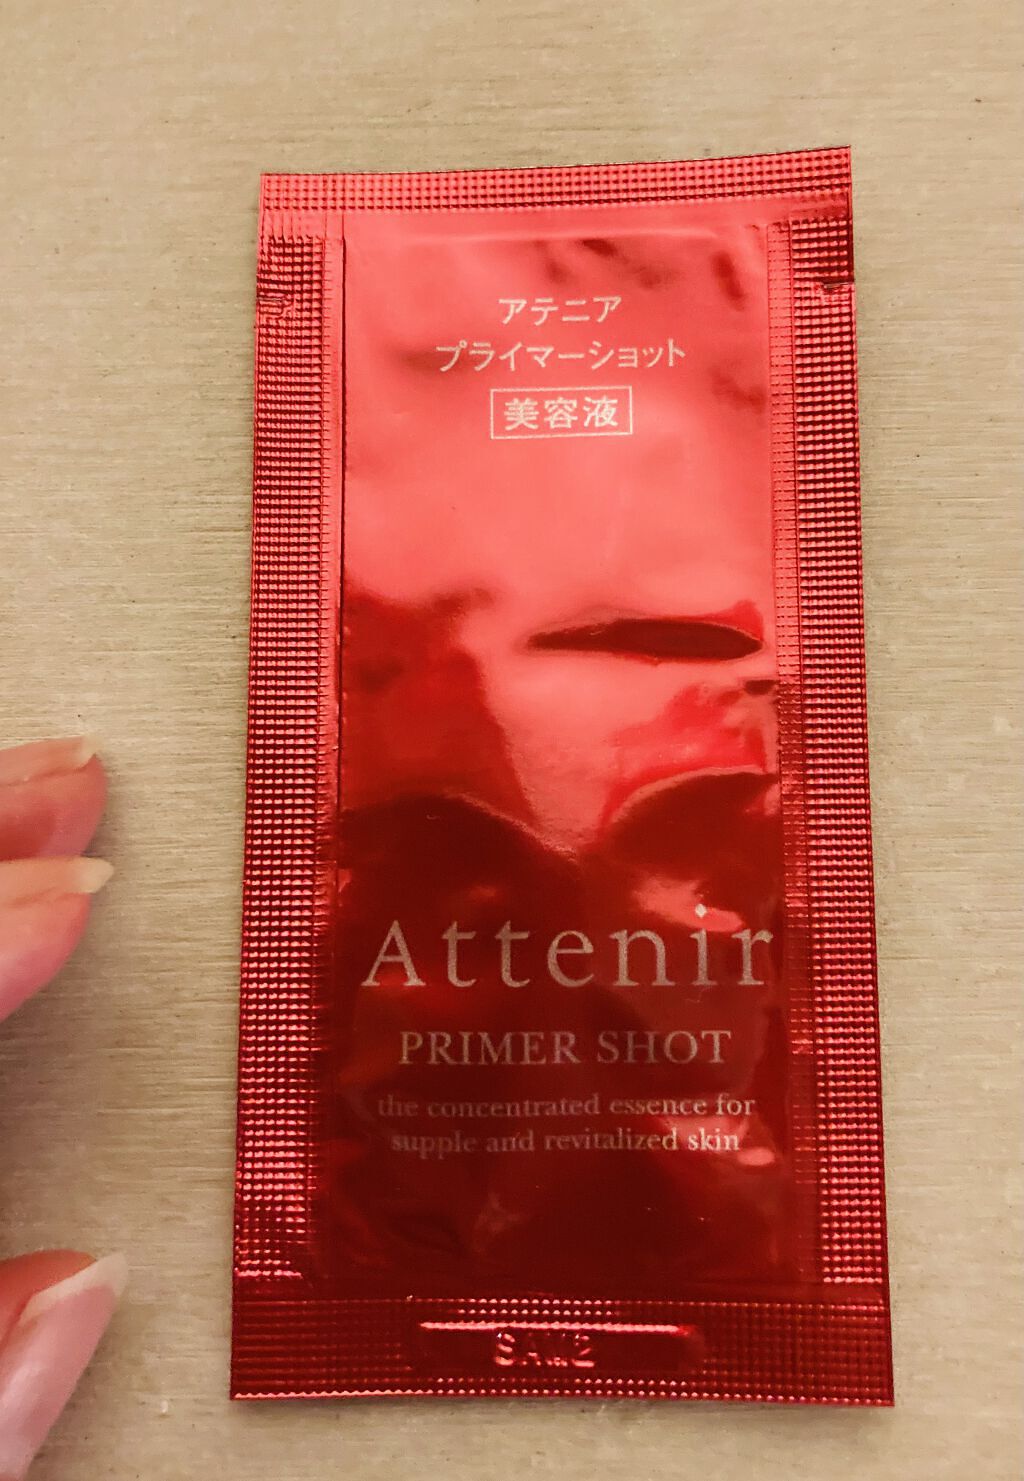 アテニア
プライマーショット
美容液
Attenir
PRIMER SHOT
the concentrated essence for
supple and revitalized skin